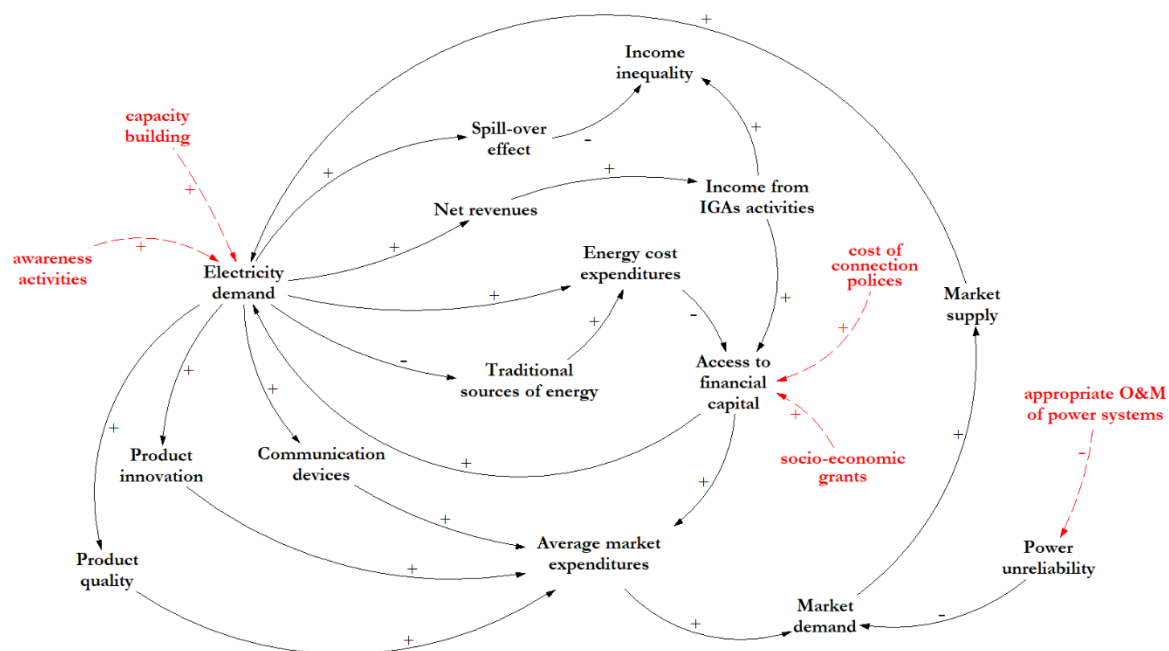 +
Income
inequality
capacity
building
+
Spill-over
effect
-
+
+
+
Net revenues
Income from
IGAs activities
awareness
activities
+
+
Electricity
demand
Energy cost
expenditures
cost of
connection
polices
+
+
-
+
Market
supply
+
+
-
Traditional
sources of energy
Access to
financial
capital
appropriate O&M
of power systems
+
+
+
+
+
socio-economic
grants
+
-
Product
innovation
Communication
devices
+
+
+
Average market
expenditures
Product
quality
+
Power
unreliability
+
+
Market
demand
-